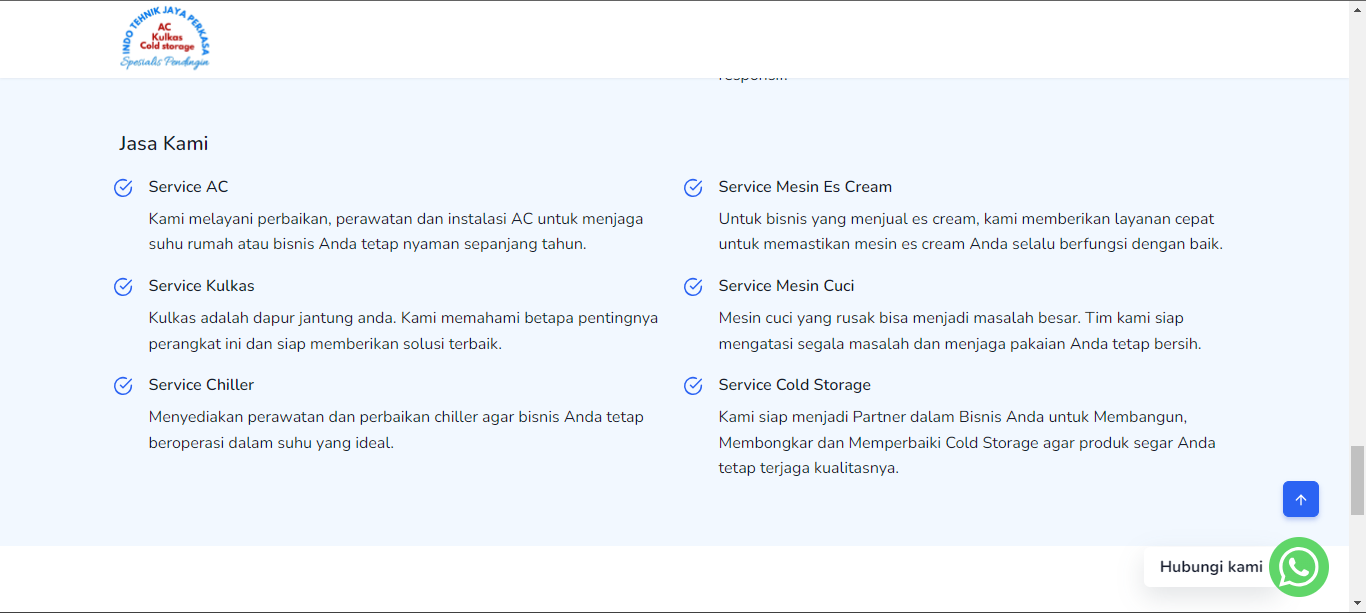 INDO TEHNIK JAYA PERKASA
AC
Kulkas
Cold storage
Spesialis Pendingin
Jasa Kami
Service AC
Kami melayani perbaikan, perawatan dan instalasi AC untuk menjaga
suhu rumah atau bisnis Anda tetap nyaman sepanjang tahun.
Service Kulkas
Kulkas adalah dapur jantung anda. Kami memahami betapa pentingnya
perangkat ini dan siap memberikan solusi terbaik.
Service Chiller
Menyediakan perawatan dan perbaikan chiller agar bisnis Anda tetap
beroperasi dalam suhu yang ideal.
Service Mesin Es Cream
Untuk bisnis yang menjual es cream, kami memberikan layanan cepat
untuk memastikan mesin es cream Anda selalu berfungsi dengan baik.
Service Mesin Cuci
Mesin cuci yang rusak bisa menjadi masalah besar. Tim kami siap
mengatasi segala masalah dan menjaga pakaian Anda tetap bersih.
Service Cold Storage
Kami siap menjadi Partner dalam Bisnis Anda untuk Membangun,
Membongkar dan Memperbaiki Cold Storage agar produk segar Anda
tetap terjaga kualitasnya.
Hubungi kami